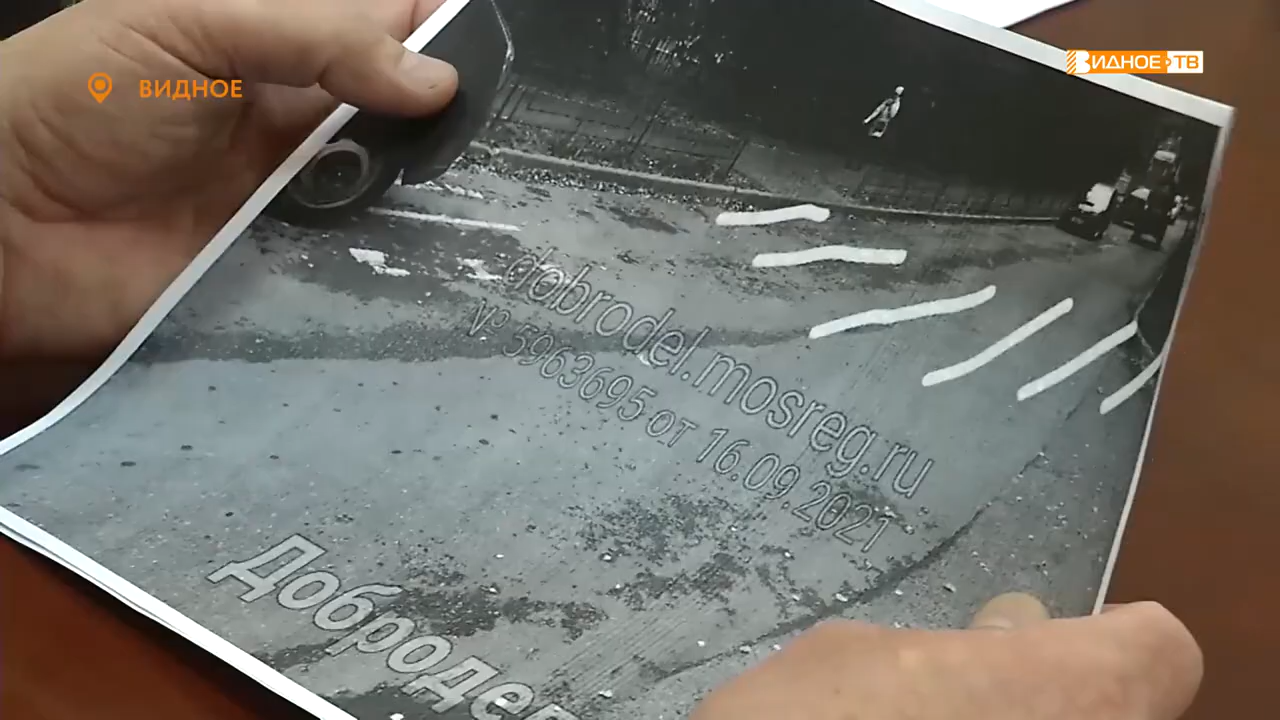 ВИДНОЕ
ВИДНОЕ ТВ
dobrodel.mosreg.ru
№ 5963695 от 16.09.2021
Добродел